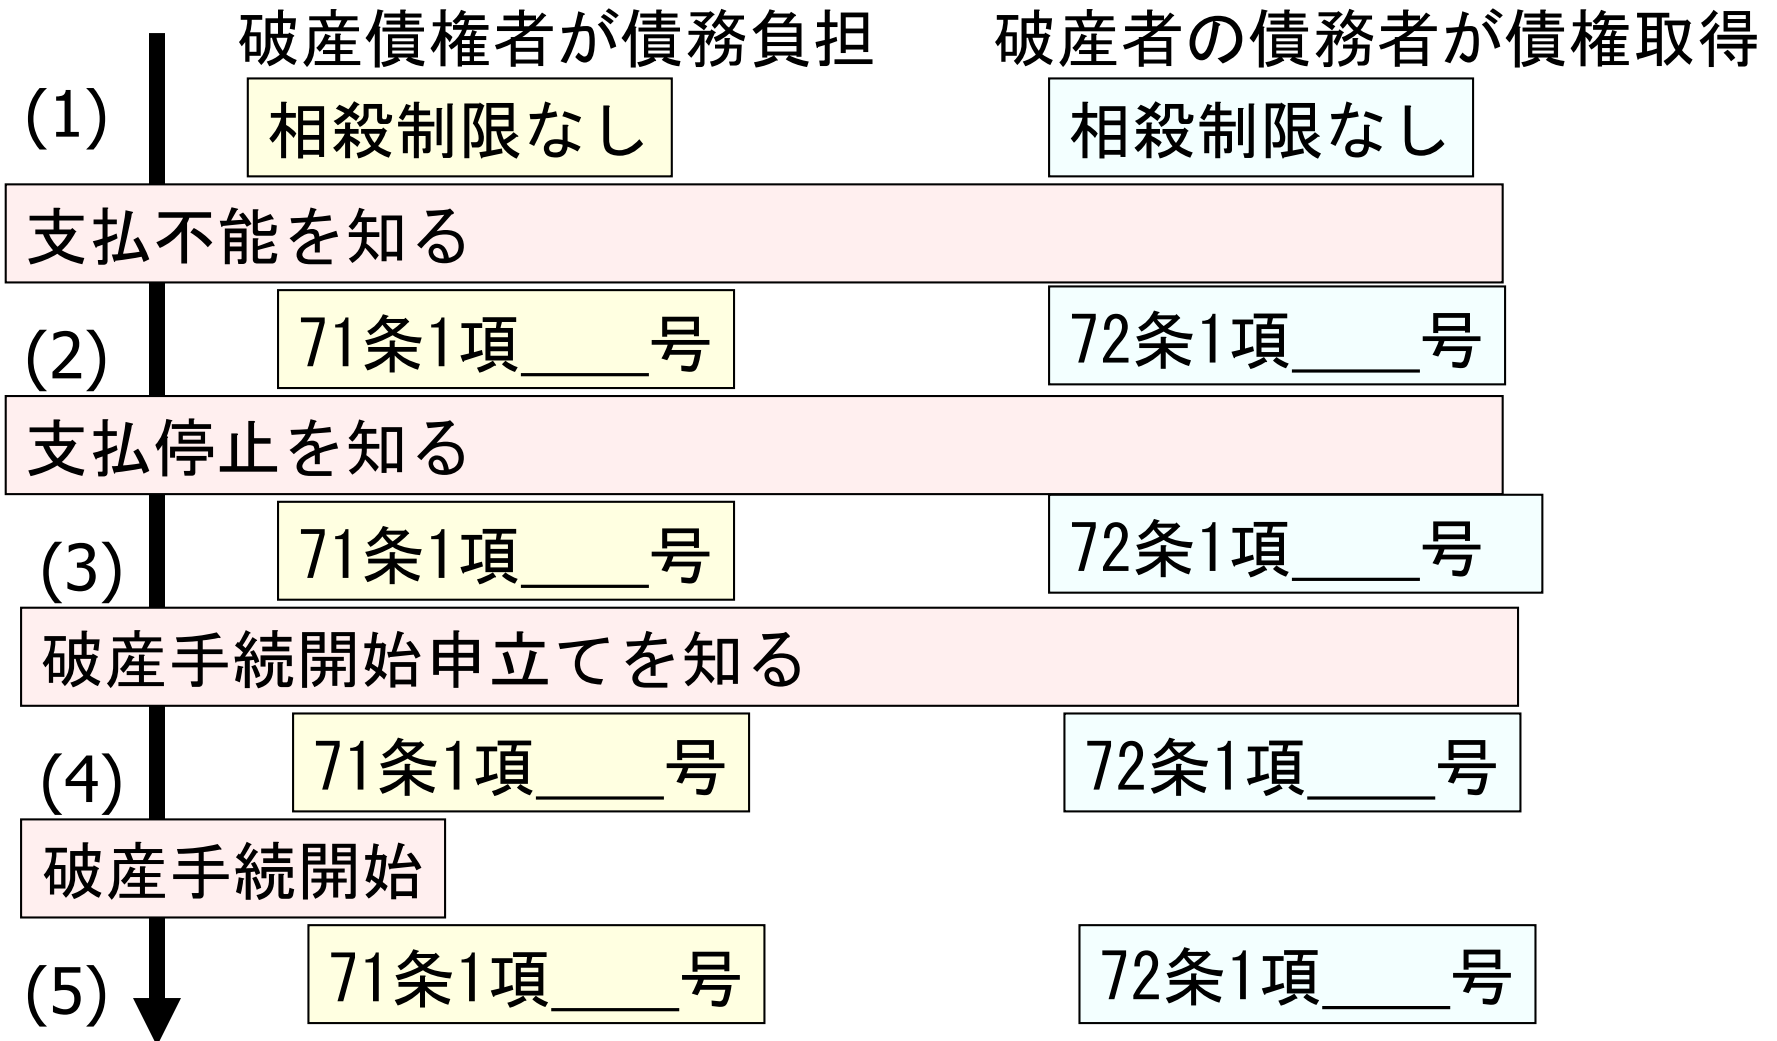 破産債権者が債務負担 破産者の債務者が債権取得
(1) 相殺制限なし 相殺制限なし
支払不能を知る
(2) 71条1項____号 72条1項____号
支払停止を知る
(3) 71条1項____号 72条1項____号
破産手続開始申立てを知る
(4) 71条1項____号 72条1項____号
破産手続開始
(5) 71条1項____号 72条1項____号